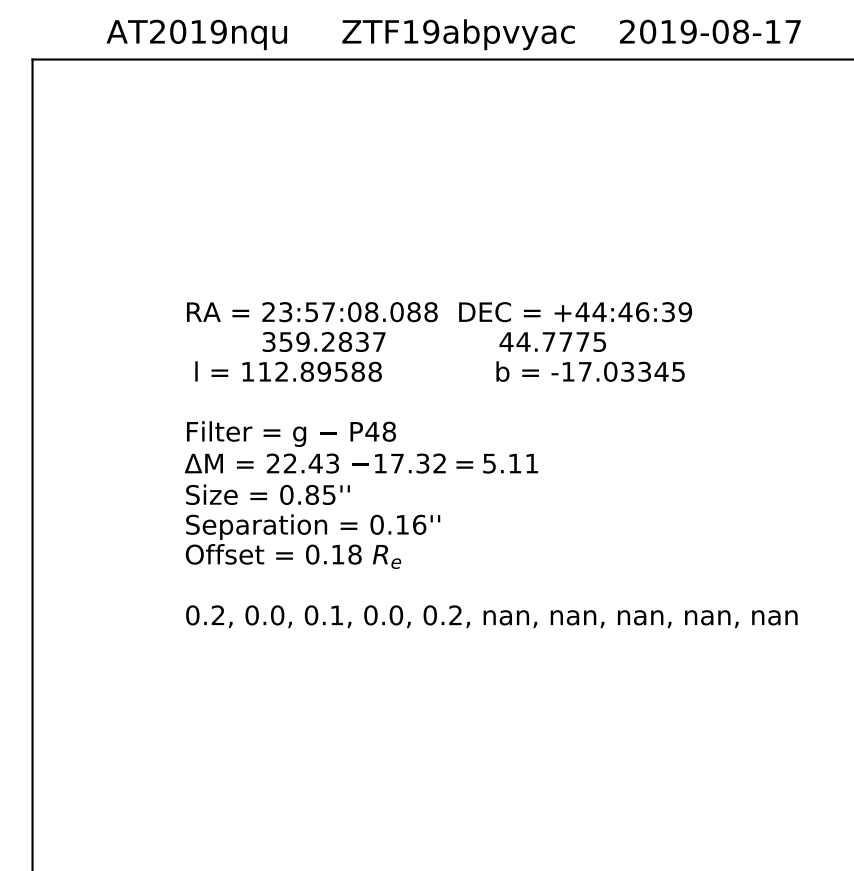 AT2019nqu ZTF19abpvyac 2019-08-17
RA = 23:57:08.088 DEC = +44:46:39
359.2837 44.7775
l = 112.89588 b = -17.03345
Filter = g − P48
ΔM = 22.43 −17.32 = 5.11
Size = 0.85''
Separation = 0.16''
Offset = 0.18 Rₑ
0.2, 0.0, 0.1, 0.0, 0.2, nan, nan, nan, nan, nan